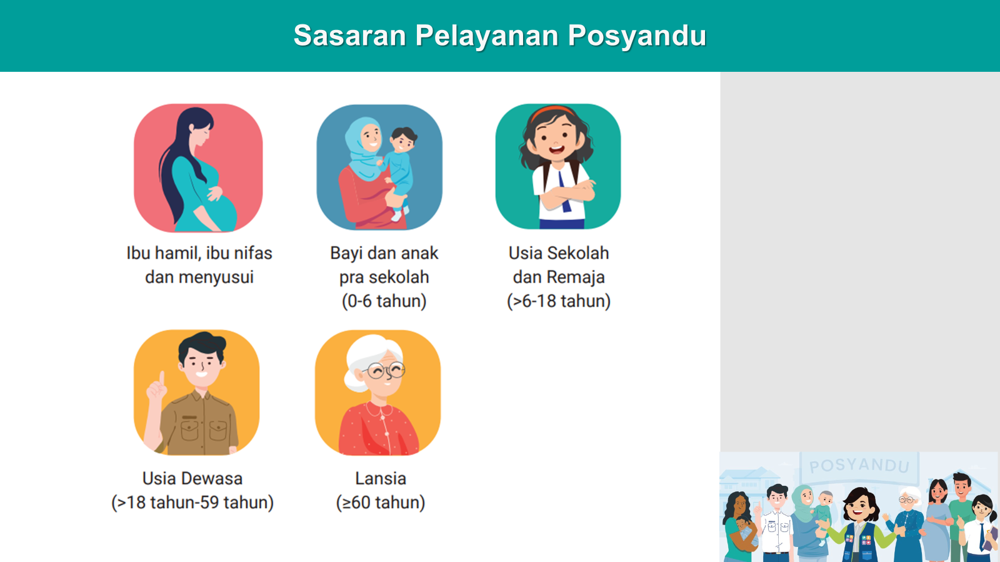 Sasaran Pelayanan Posyandu
Ibu hamil, ibu nifas
dan menyusui
Bayi dan anak
pra sekolah
(0-6 tahun)
Usia Sekolah
dan Remaja
(>6-18 tahun)
Usia Dewasa
(>18 tahun-59 tahun)
Lansia
(≥60 tahun)
POSYANDU